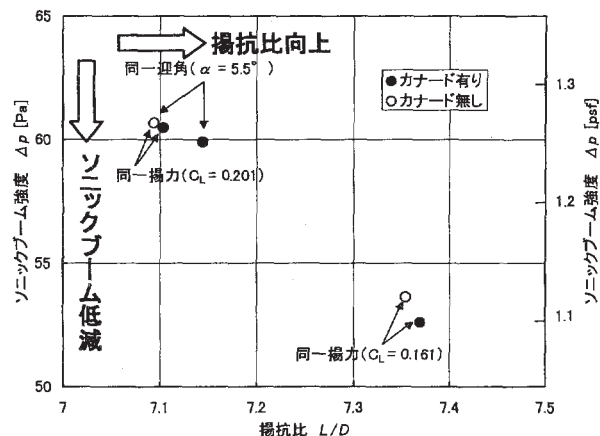 65
60
55
50
7
7.1
7.2
7.3
7.4
7.5
1.3
1.2
1.1
揚抗比向上
同一迎角(α = 5.5°)
●カナード有り
○カナード無し
同一揚力(CL = 0.201)
同一揚力(CL = 0.161)
ソニックブーム低減
ソニックブーム強度 Δp [Pa]
ソニックブーム強度 Δp [psf]
揚抗比 L/D